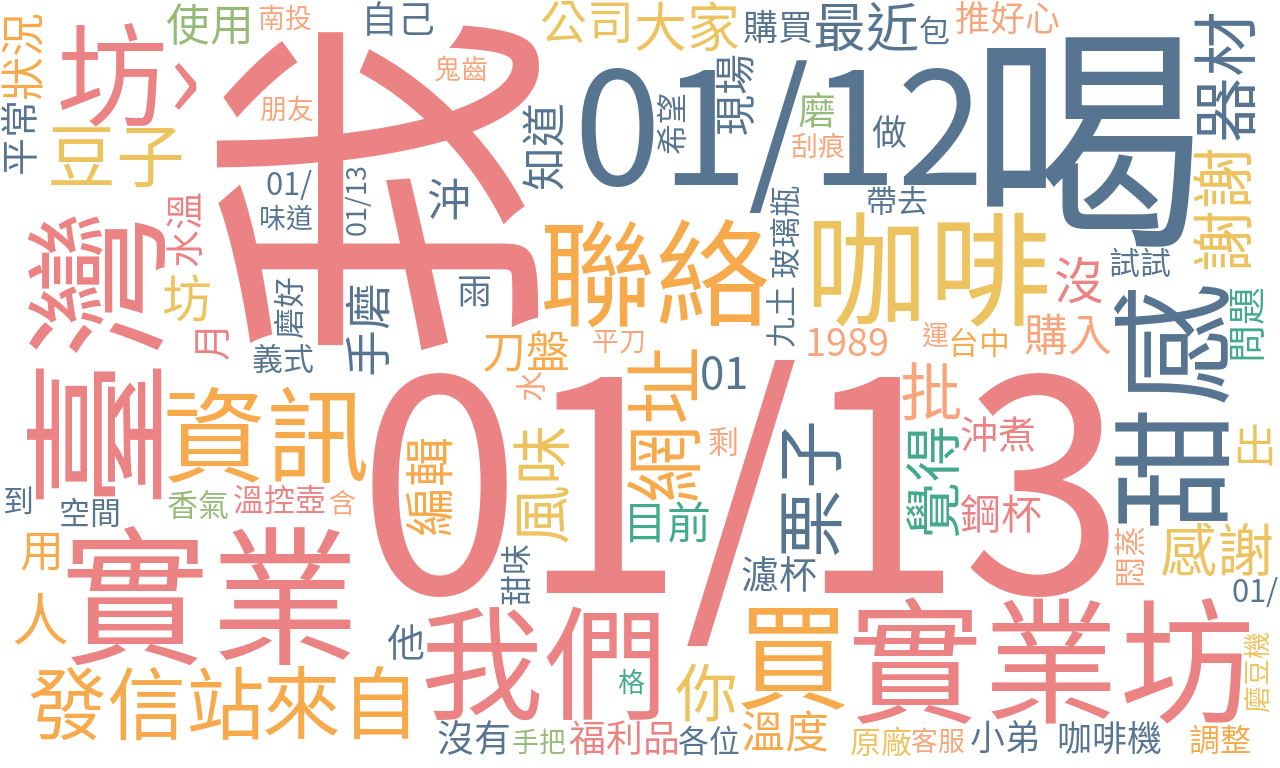 狀況
坊
使用
南投
自己
公司
大家
購買
最近
包
推好心
器材
鬼齒
朋友
我
01/12
喝
現場
希望
磨
刮痕
做
平常
豆子
知道
01/
味道
01/13
沖
帶去
玻璃瓶
謝謝
水溫
灣
坊
聯絡
咖啡
沒
試試
磨好
手磨
雨
九土
甜感
問題
月
義式
刀盤
平刀
1989
運
台中
購入
臺
資訊
水
網址
01
01/13
批
編輯
風味
剩
栗子
覺得
沖煮
出
到
空間
香氣
溫控壺
含
目前
鋼杯
用
實業
甜味
濾杯
悶蒸
感謝
01/
人
他
我們
格
你
買
實業坊
磨豆機
發信站
來自
沒有
手把
福利品
各位
溫度
原廠
客服
小弟
咖啡機
調整